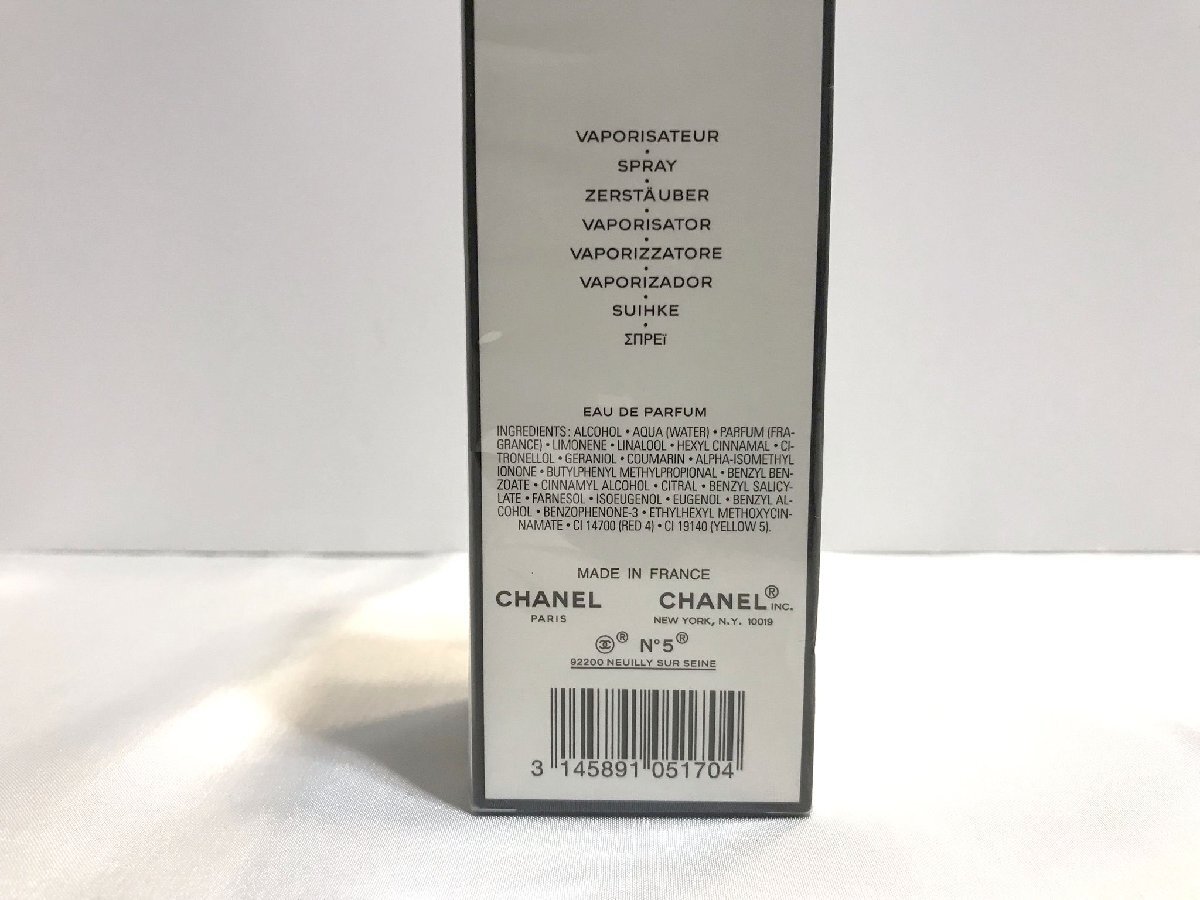 VAPORISATEUR
•
SPRAY
•
ZERSTÄUBER
•
VAPORISATOR
•
VAPORIZZATORE
•
VAPORIZADOR
•
SUIHKE
•
ΣΠΡΕϊ
EAU DE PARFUM
INGREDIENTS: ALCOHOL • AQUA (WATER) • PARFUM (FRA-
GRANCE) • LIMONENE • LINALOOL • HEXYL CINNAMAL • CI-
TRONELLOL • GERANIOL • COUMARIN • ALPHA-ISOMETHYL
IONONE • BUTYLPHENYL METHYLPROPIONAL • BENZYL BEN-
ZOATE • CINNAMYL ALCOHOL • CITRAL • BENZYL SALICY-
LATE • FARNESOL • ISOEUGENOL • EUGENOL • BENZYL AL-
COHOL • BENZOPHENONE-3 • ETHYLHEXYL METHOXYCIN-
NAMATE • CI 14700 (RED 4) • CI 19140 (YELLOW 5).
MADE IN FRANCE
CHANEL CHANEL® INC.
PARIS NEW YORK, N.Y. 10019
® N°5®
92200 NEUILLY SUR SEINE
3 145891 051704